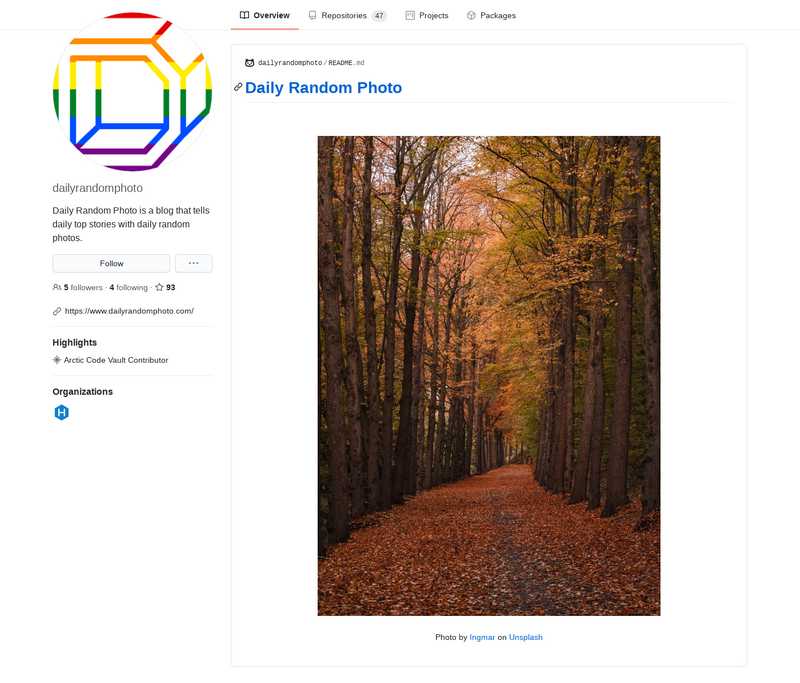 Overview
Repositories 47
Projects
Packages
dailyrandomphoto
Daily Random Photo is a blog that tells
daily top stories with daily random
photos.
Follow
···
5 followers · 4 following · 93
https://www.dailyrandomphoto.com/
Highlights
Arctic Code Vault Contributor
Organizations
H
dailyrandomphoto/README.md
Daily Random Photo
Photo by Ingmar on Unsplash